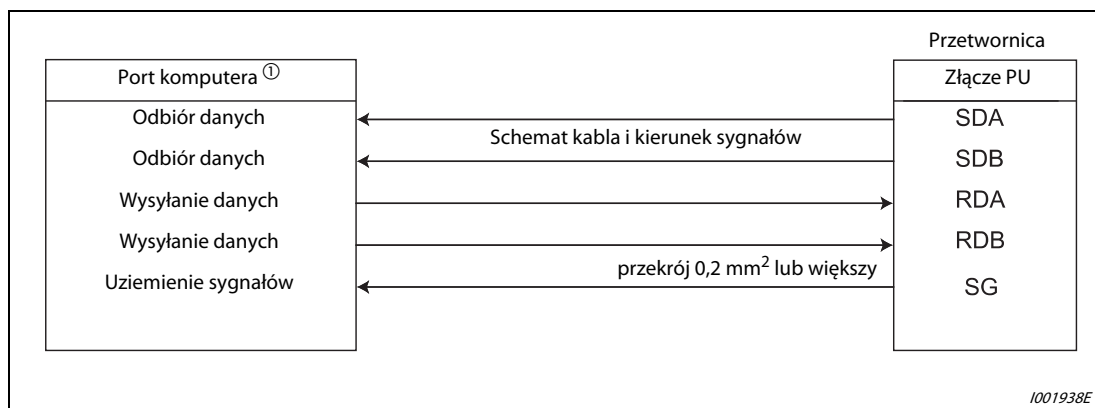 Przetwornica
Port komputera ①
Złącze PU
Odbiór danych
SDA
Schemat kabla i kierunek sygnałów
Odbiór danych
SDB
Wysyłanie danych
RDA
Wysyłanie danych
RDB
przekrój 0,2 mm² lub większy
Uziemienie sygnałów
SG
I001938E